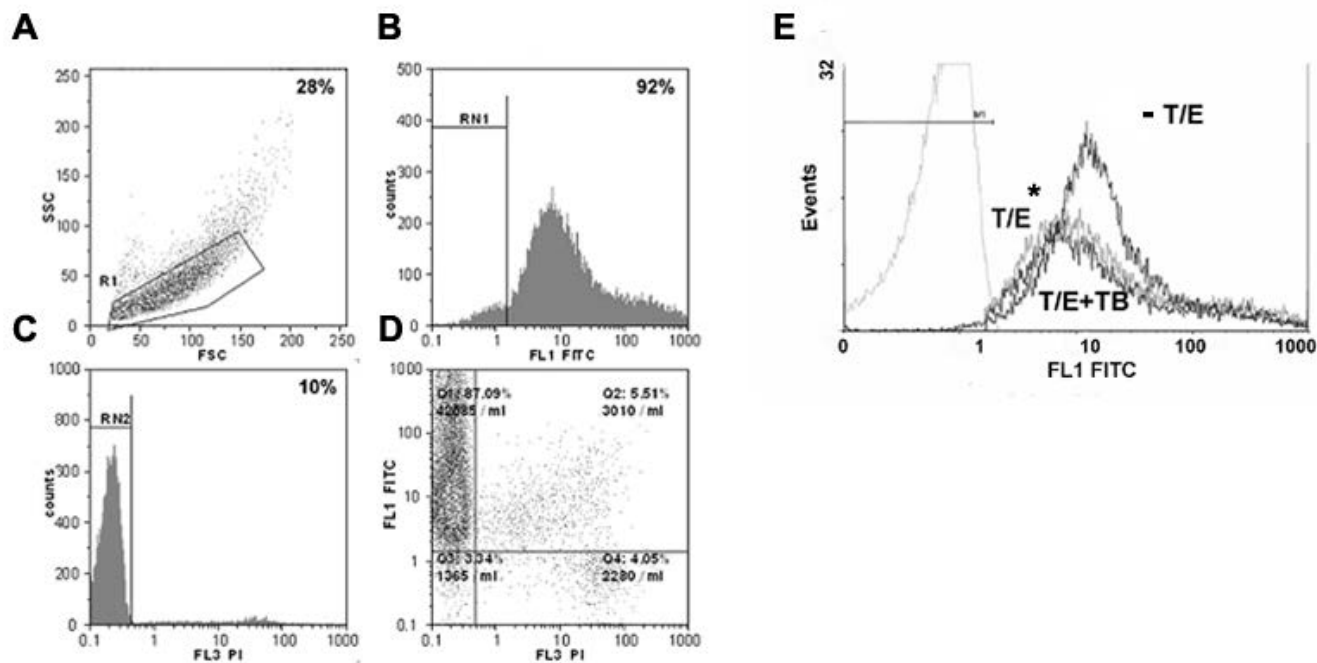 A
28%
250
200
150
100
50
0
SSC
R1
0 50 100 150 200 250
FSC
B
92%
500
400
300
200
100
0
counts
RN1
0.1 1 10 100 1000
FL1 FITC
C
10%
1000
800
600
400
200
0
counts
RN2
0.1 1 10 100 1000
FL3 PI
D
1000
100
10
1
0.1
FL1 FITC
Q1: 87.09% Q2: 5.51%
3010 / ml
Q3: 3.34% Q4: 4.05%
1365 / ml 2280 / ml
0.1 1 10 100 1000
FL3 PI
E
32
Events
- T/E
*
T/E
T/E+TB
0 1 10 100 1000
FL1 FITC